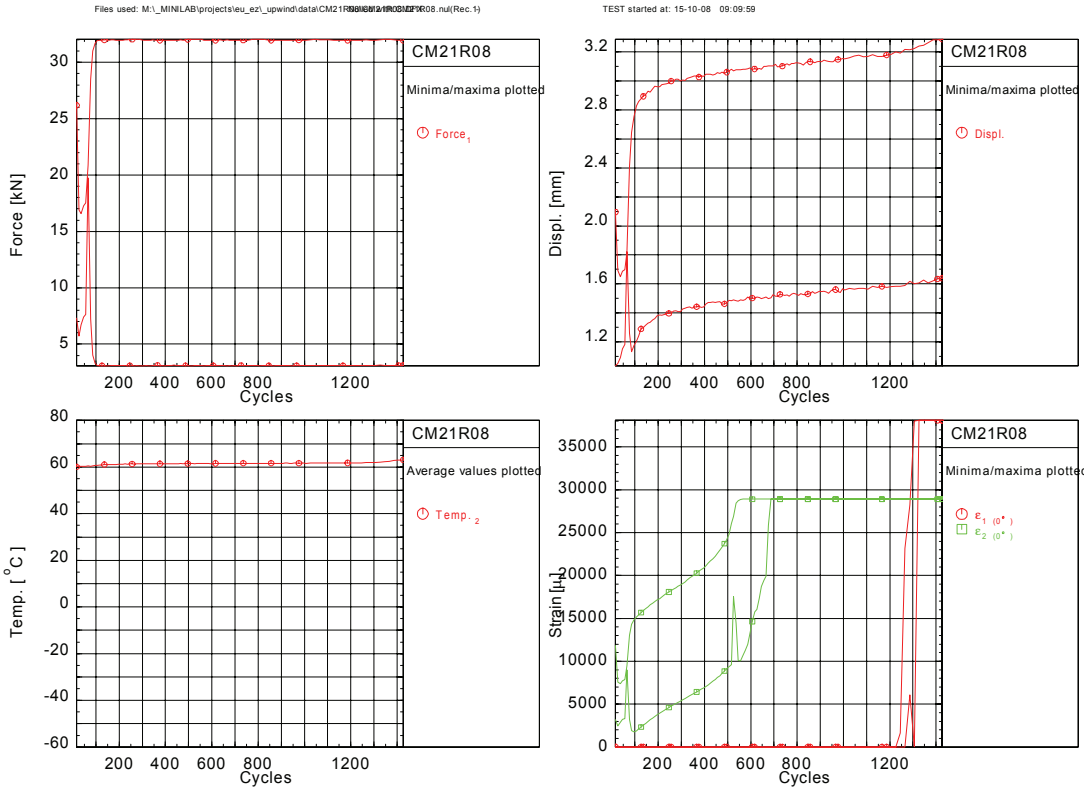 Files used: M:\_MINILAB\projects\eu_ez\_upwind\data\CM21R08.nul(Rec.1-)
TEST started at: 15-10-08 09:09:59
CM21R08
Minima/maxima plotted
Force 1
Force [kN]
30
25
20
15
10
5
200 400 600 800 1200
Cycles
CM21R08
Minima/maxima plotted
Displ.
Displ. [mm]
3.2
2.8
2.4
2.0
1.6
1.2
200 400 600 800 1200
Cycles
CM21R08
Average values plotted
Temp. 2
Temp. [ °C]
80
60
40
20
0
-20
-40
-60
200 400 600 800 1200
Cycles
CM21R08
Minima/maxima plotted
ε1 (0°)
ε2 (0°)
Strain [µ]
35000
30000
25000
20000
15000
10000
5000
0
200 400 600 800 1200
Cycles